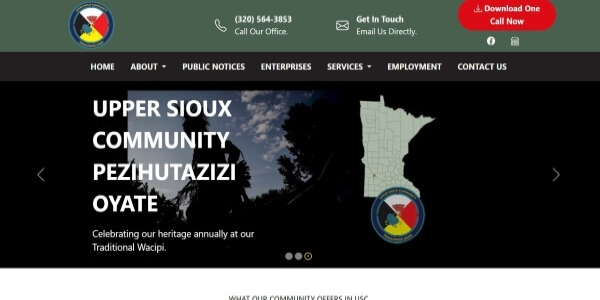 (320) 564-3853
Call Our Office.
Get In Touch
Email Us Directly.
Download One
Call Now
HOME ABOUT PUBLIC NOTICES ENTERPRISES SERVICES EMPLOYMENT CONTACT US
UPPER SIOUX
COMMUNITY
PEZIHUTAZIZI
OYATE
Celebrating our heritage annually at our
Traditional Wacipi.
WHAT OUR COMMUNITY OFFERS IN USC